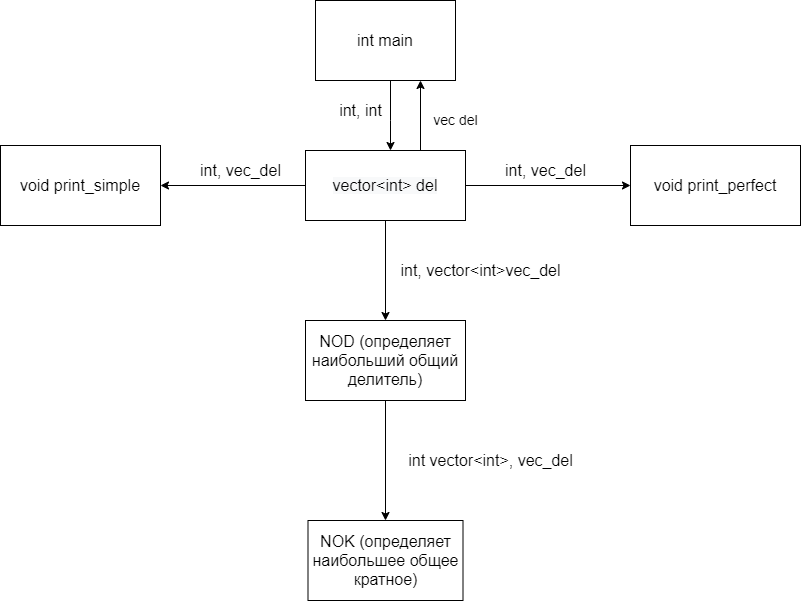 int main
int, int
vec del
void print_simple
int, vec_del
vector<int> del
int, vec_del
void print_perfect
int, vector<int>vec_del
NOD (определяет
наибольший общий
делитель)
int vector<int>, vec_del
NOK (определяет
наибольшее общее
кратное)